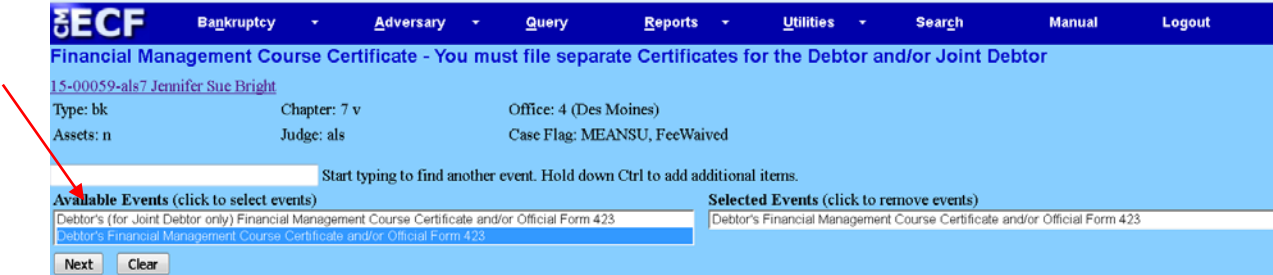 CM ECF Bankruptcy Adversary Query Reports Utilities Search Manual Logout
Financial Management Course Certificate - You must file separate Certificates for the Debtor and/or Joint Debtor
15-00059-als7 Jennifer Sue Bright
Type: bk Chapter: 7 v Office: 4 (Des Moines)
Assets: n Judge: als Case Flag: MEANSU, FeeWaived
Start typing to find another event. Hold down Ctrl to add additional items.
Available Events (click to select events) Selected Events (click to remove events)
Debtor's (for Joint Debtor only) Financial Management Course Certificate and/or Official Form 423 Debtor's Financial Management Course Certificate and/or Official Form 423
Debtor's Financial Management Course Certificate and/or Official Form 423
Next Clear